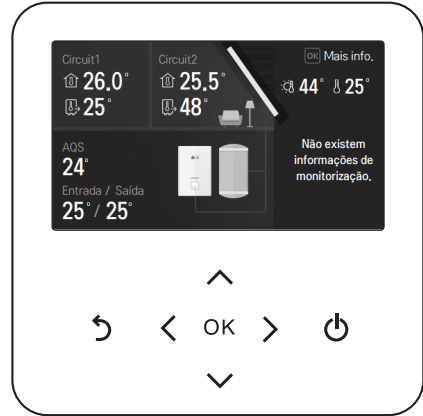 Circuit1
26.0°
25°
Circuit2
25.5°
48°
OK Mais info.
44° 25°
AQS
24°
Entrada / Saída
25° / 25°
Não existem
informações de
monitorização.
OK